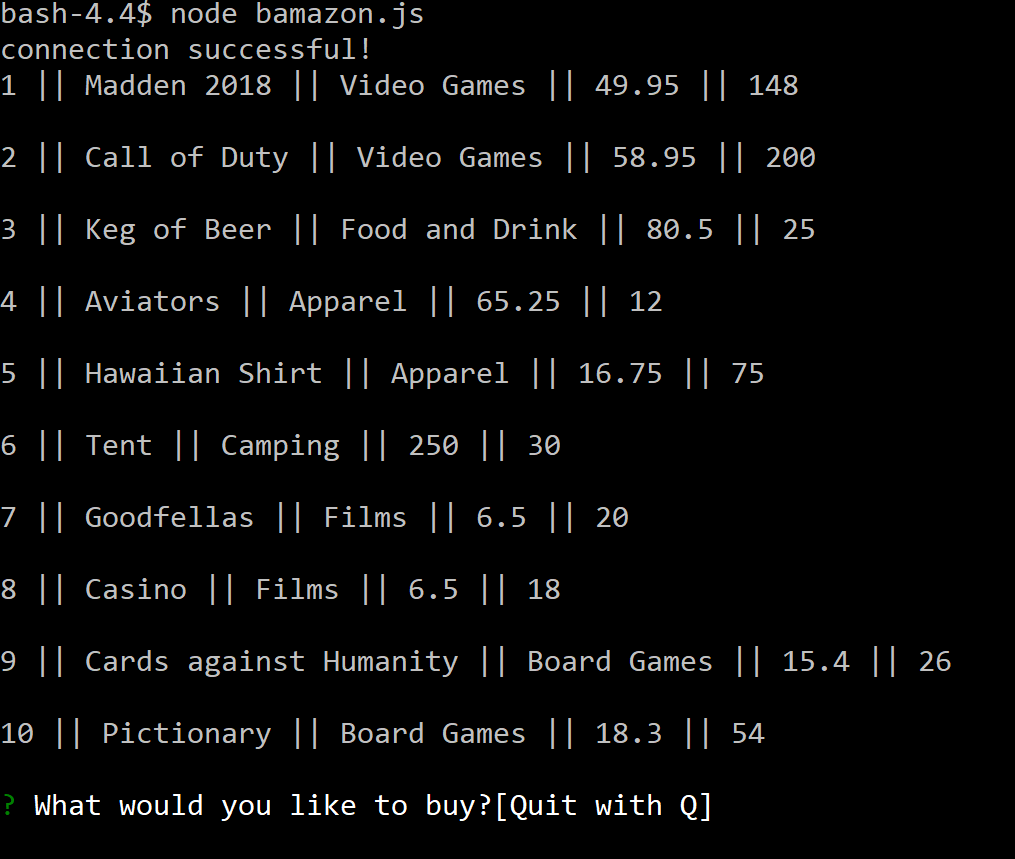 bash-4.4$ node bamazon.js
connection successful!
1 || Madden 2018 || Video Games || 49.95 || 148
2 || Call of Duty || Video Games || 58.95 || 200
3 || Keg of Beer || Food and Drink || 80.5 || 25
4 || Aviators || Apparel || 65.25 || 12
5 || Hawaiian Shirt || Apparel || 16.75 || 75
6 || Tent || Camping || 250 || 30
7 || Goodfellas || Films || 6.5 || 20
8 || Casino || Films || 6.5 || 18
9 || Cards against Humanity || Board Games || 15.4 || 26
10 || Pictionary || Board Games || 18.3 || 54
? What would you like to buy?[Quit with Q]